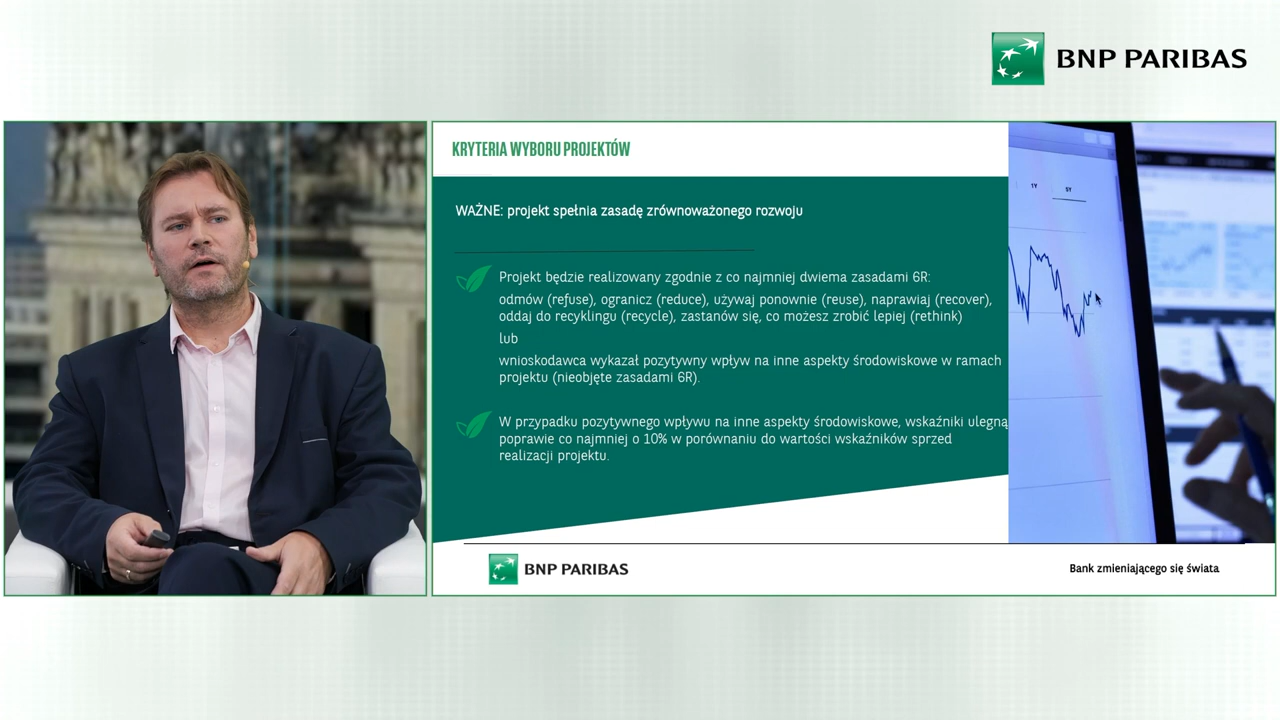 BNP PARIBAS
KRYTERIA WYBORU PROJEKTÓW
WAŻNE: projekt spełnia zasadę zrównoważonego rozwoju
Projekt będzie realizowany zgodnie z co najmniej dwiema zasadami 6R:
odmów (refuse), ogranicz (reduce), używaj ponownie (reuse), naprawiaj (recover),
oddaj do recyklingu (recycle), zastanów się, co możesz zrobić lepiej (rethink)
lub
wnioskodawca wykazał pozytywny wpływ na inne aspekty środowiskowe w ramach
projektu (nieobjęte zasadami 6R).
W przypadku pozytywnego wpływu na inne aspekty środowiskowe, wskaźniki ulegną
poprawie co najmniej o 10% w porównaniu do wartości wskaźników sprzed
realizacji projektu.
1Y 5Y
BNP PARIBAS
Bank zmieniającego się świata